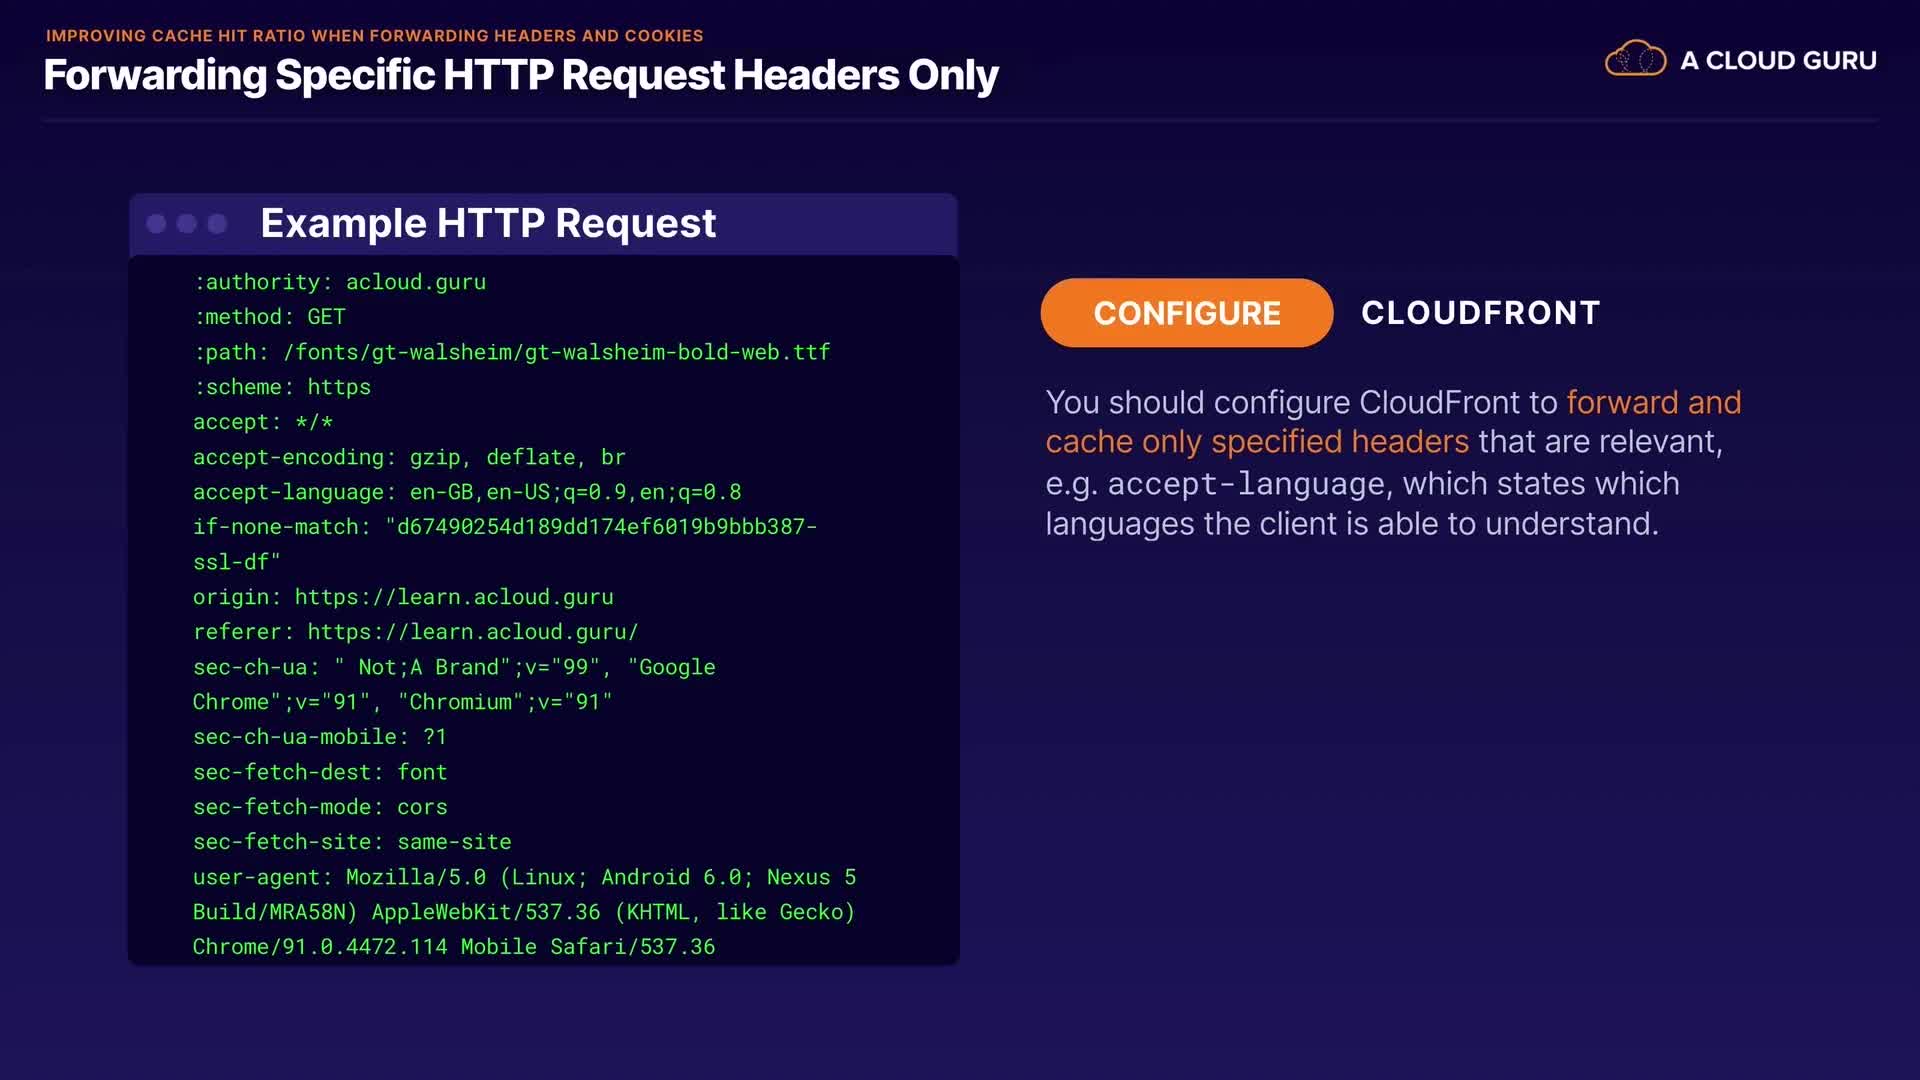 IMPROVING CACHE HIT RATIO WHEN FORWARDING HEADERS AND COOKIES
Forwarding Specific HTTP Request Headers Only
A CLOUD GURU
Example HTTP Request
:authority: acloud.guru
:method: GET
:path: /fonts/gt-walsheim/gt-walsheim-bold-web.ttf
:scheme: https
accept: */*
accept-encoding: gzip, deflate, br
accept-language: en-GB,en-US;q=0.9,en;q=0.8
if-none-match: "d67490254d189dd174ef6019b9bbb387-
ssl-df"
origin: https://learn.acloud.guru
referer: https://learn.acloud.guru/
sec-ch-ua: " Not;A Brand";v="99", "Google
Chrome";v="91", "Chromium";v="91"
sec-ch-ua-mobile: ?1
sec-fetch-dest: font
sec-fetch-mode: cors
sec-fetch-site: same-site
user-agent: Mozilla/5.0 (Linux; Android 6.0; Nexus 5
Build/MRA58N) AppleWebKit/537.36 (KHTML, like Gecko)
Chrome/91.0.4472.114 Mobile Safari/537.36
CONFIGURE CLOUDFRONT
You should configure CloudFront to forward and
cache only specified headers that are relevant,
e.g. accept-language, which states which
languages the client is able to understand.